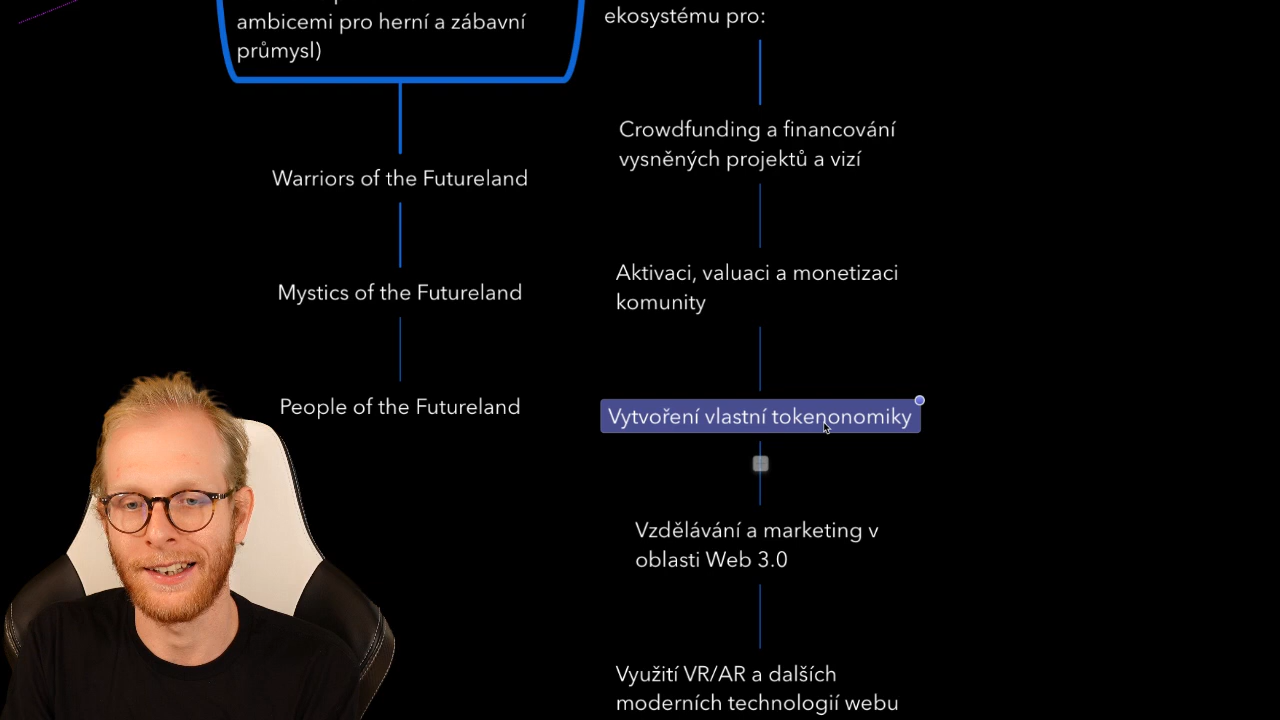 ambicemi pro herní a zábavní
průmysl)
Warriors of the Futureland
Mystics of the Futureland
People of the Futureland
ekosystému pro:
Crowdfunding a financování
vysněných projektů a vizí
Aktivaci, valuaci a monetizaci
komunity
Vytvoření vlastní tokenonomiky
Vzdělávání a marketing v
oblasti Web 3.0
Využití VR/AR a dalších
moderních technologií webu